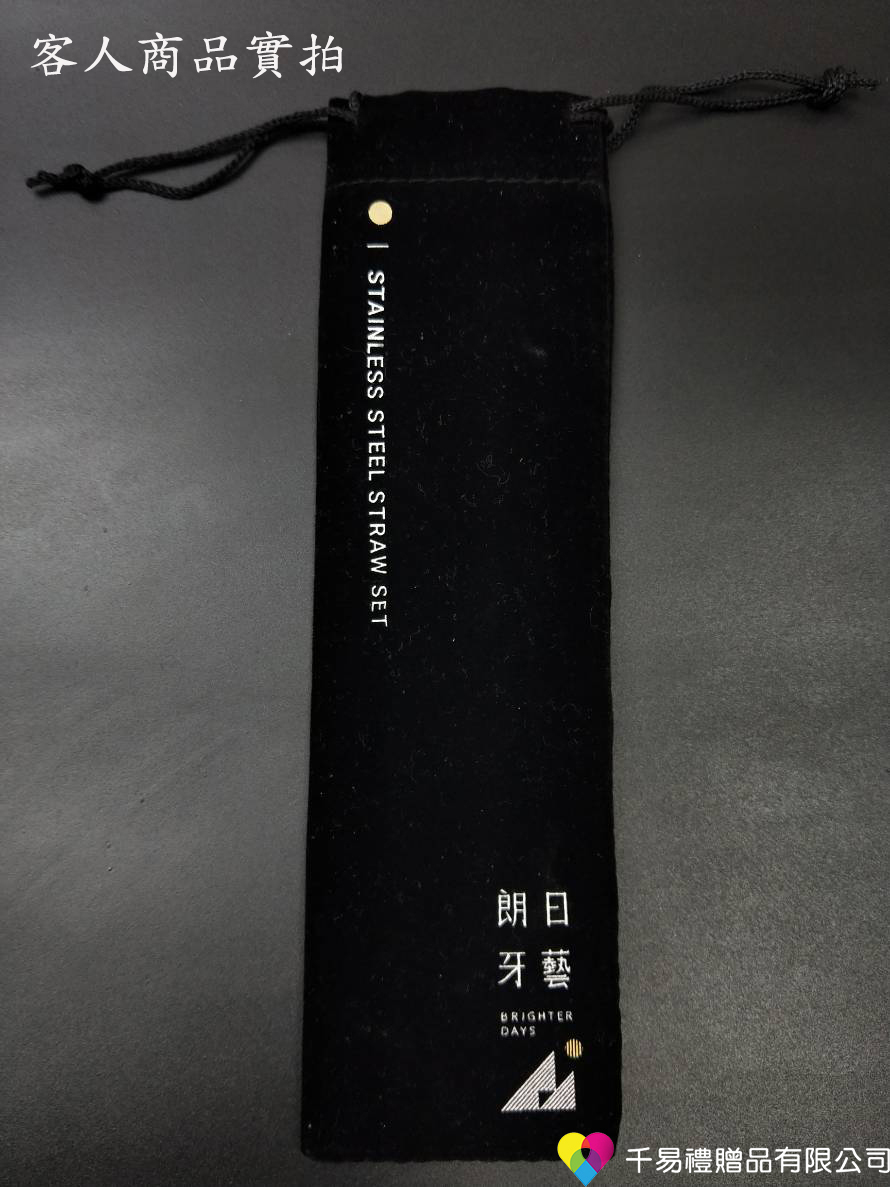 客人商品實拍
| STAINLESS STEEL STRAW SET
朗日
牙藝
BRIGHTER
DAYS
千易禮贈品有限公司